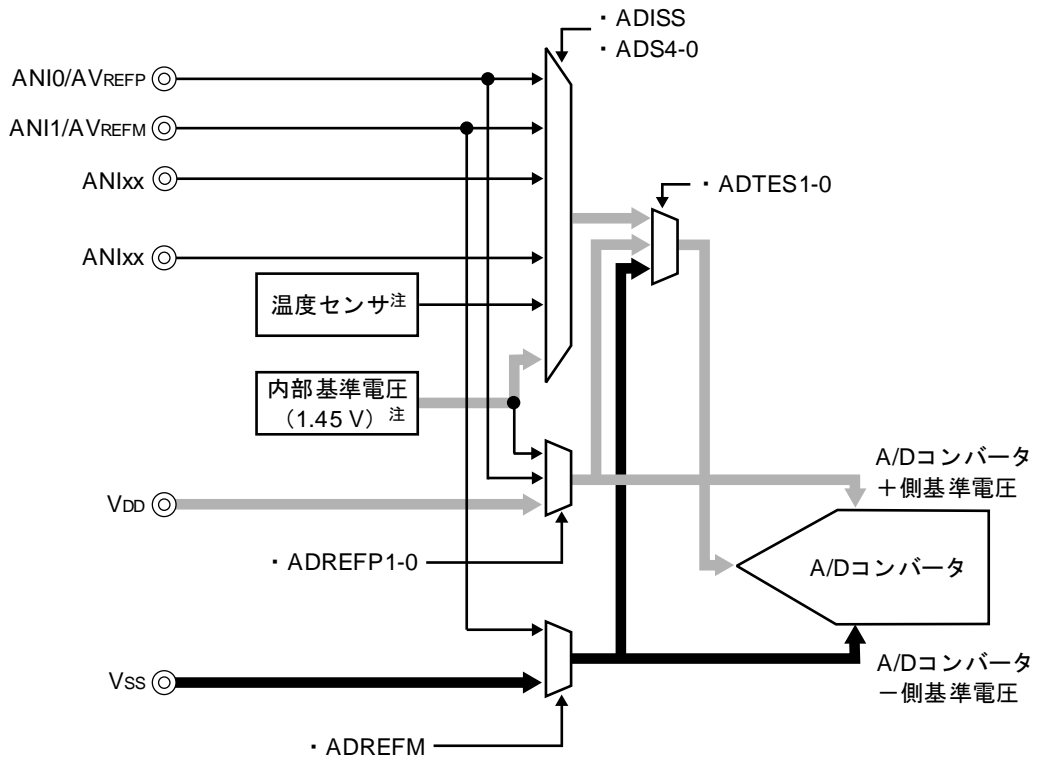 ・ADISS
・ADS4-0
ANI0/AVREFP
ANI1/AVREFM
ANIxx
・ADTES1-0
ANIxx
温度センサ注
内部基準電圧
（1.45 V）注
A/Dコンバータ
＋側基準電圧
VDD
・ADREFP1-0
A/Dコンバータ
A/Dコンバータ
－側基準電圧
VSS
・ADREFM